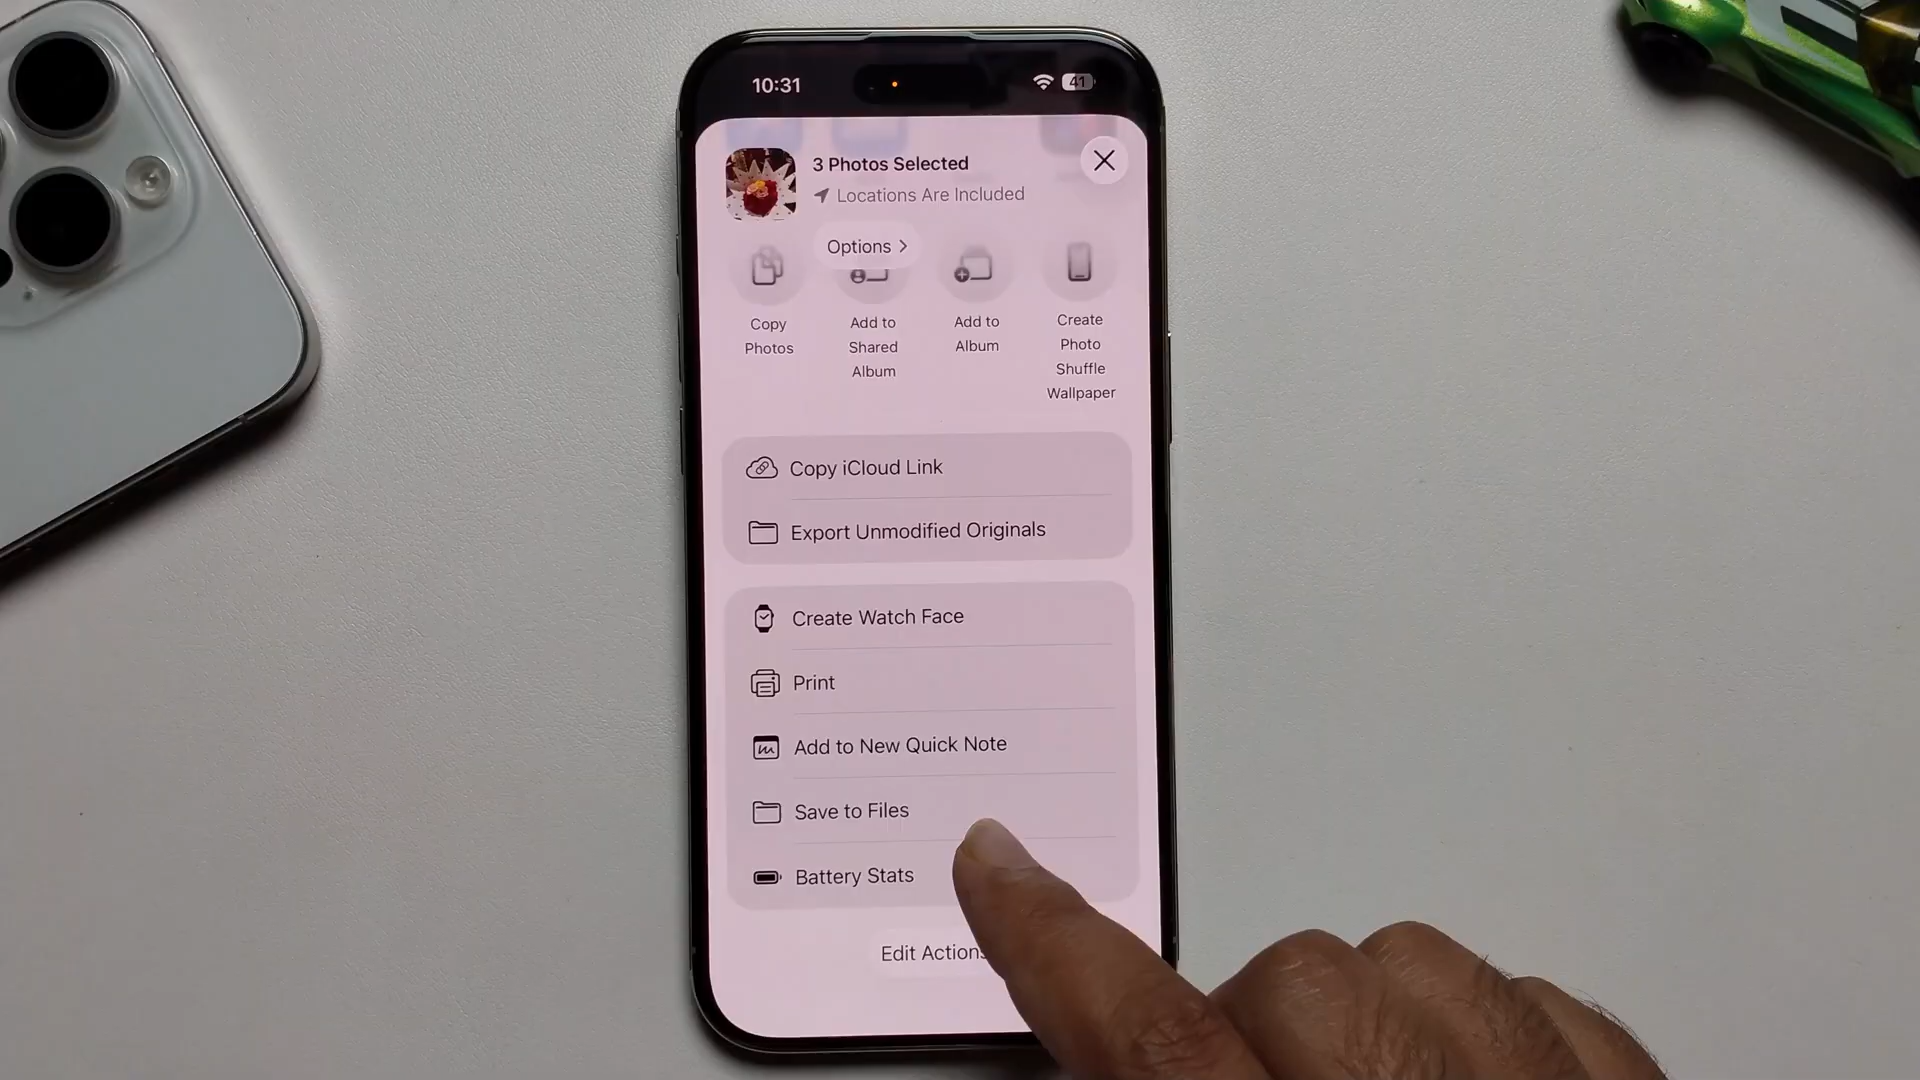 10:31
41
3 Photos Selected
Locations Are Included
Options
Copy
Photos
Add to
Shared
Album
Add to
Album
Create
Photo
Shuffle
Wallpaper
Copy iCloud Link
Export Unmodified Originals
Create Watch Face
Print
Add to New Quick Note
Save to Files
Battery Stats
Edit Actions